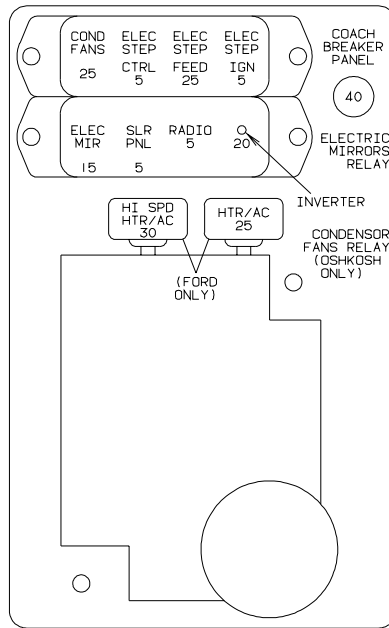 COND ELEC ELEC ELEC
FANS STEP STEP STEP
25 CTRL FEED IGN
5 25 5
COACH
BREAKER
PANEL
40
ELEC SLR RADIO
MIR PNL 5 20
15 5
ELECTRIC
MIRRORS
RELAY
INVERTER
HI SPD
HTR/AC
30
HTR/AC
25
(FORD
ONLY)
CONDENSOR
FANS RELAY
(OSHKOSH
ONLY)